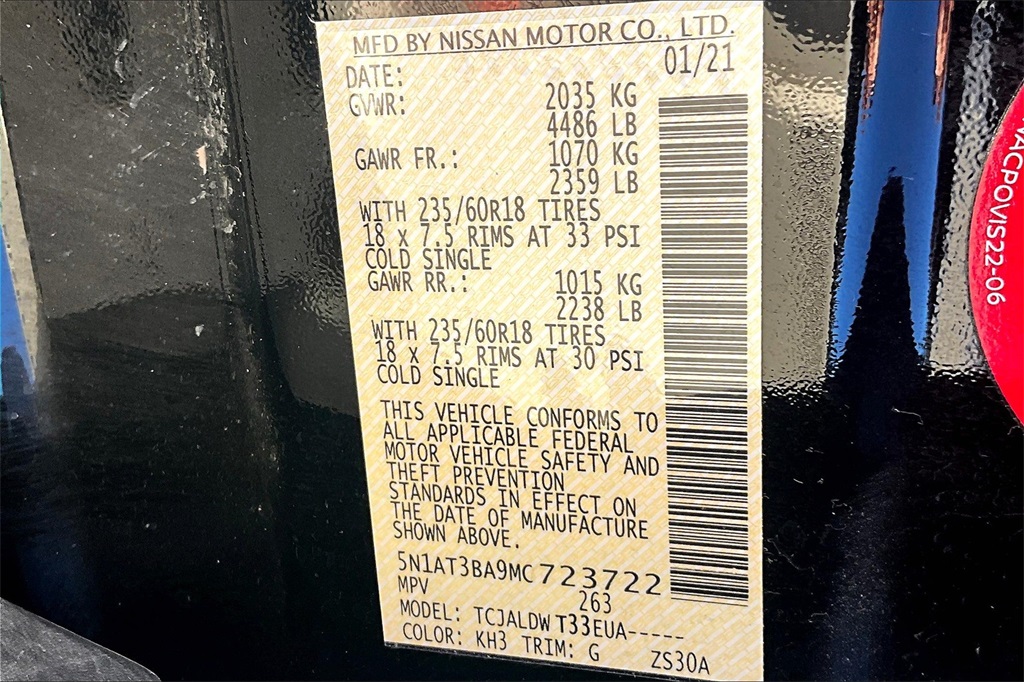 MFD BY NISSAN MOTOR CO., LTD.
DATE: 01/21
GVWR: 2035 KG
4486 LB
GAWR FR.: 1070 KG
2359 LB
WITH 235/60R18 TIRES
18 x 7.5 RIMS AT 33 PSI
COLD SINGLE
GAWR RR.: 1015 KG
2238 LB
WITH 235/60R18 TIRES
18 x 7.5 RIMS AT 30 PSI
COLD SINGLE
THIS VEHICLE CONFORMS TO
ALL APPLICABLE FEDERAL
MOTOR VEHICLE SAFETY AND
THEFT PREVENTION
STANDARDS IN EFFECT ON
THE DATE OF MANUFACTURE
SHOWN ABOVE.
5N1AT3BA9MC723722
MPV 263
MODEL: TCJALDWT33EUA-----
COLOR: KH3 TRIM: G ZS30A
ACPOVIS22-06